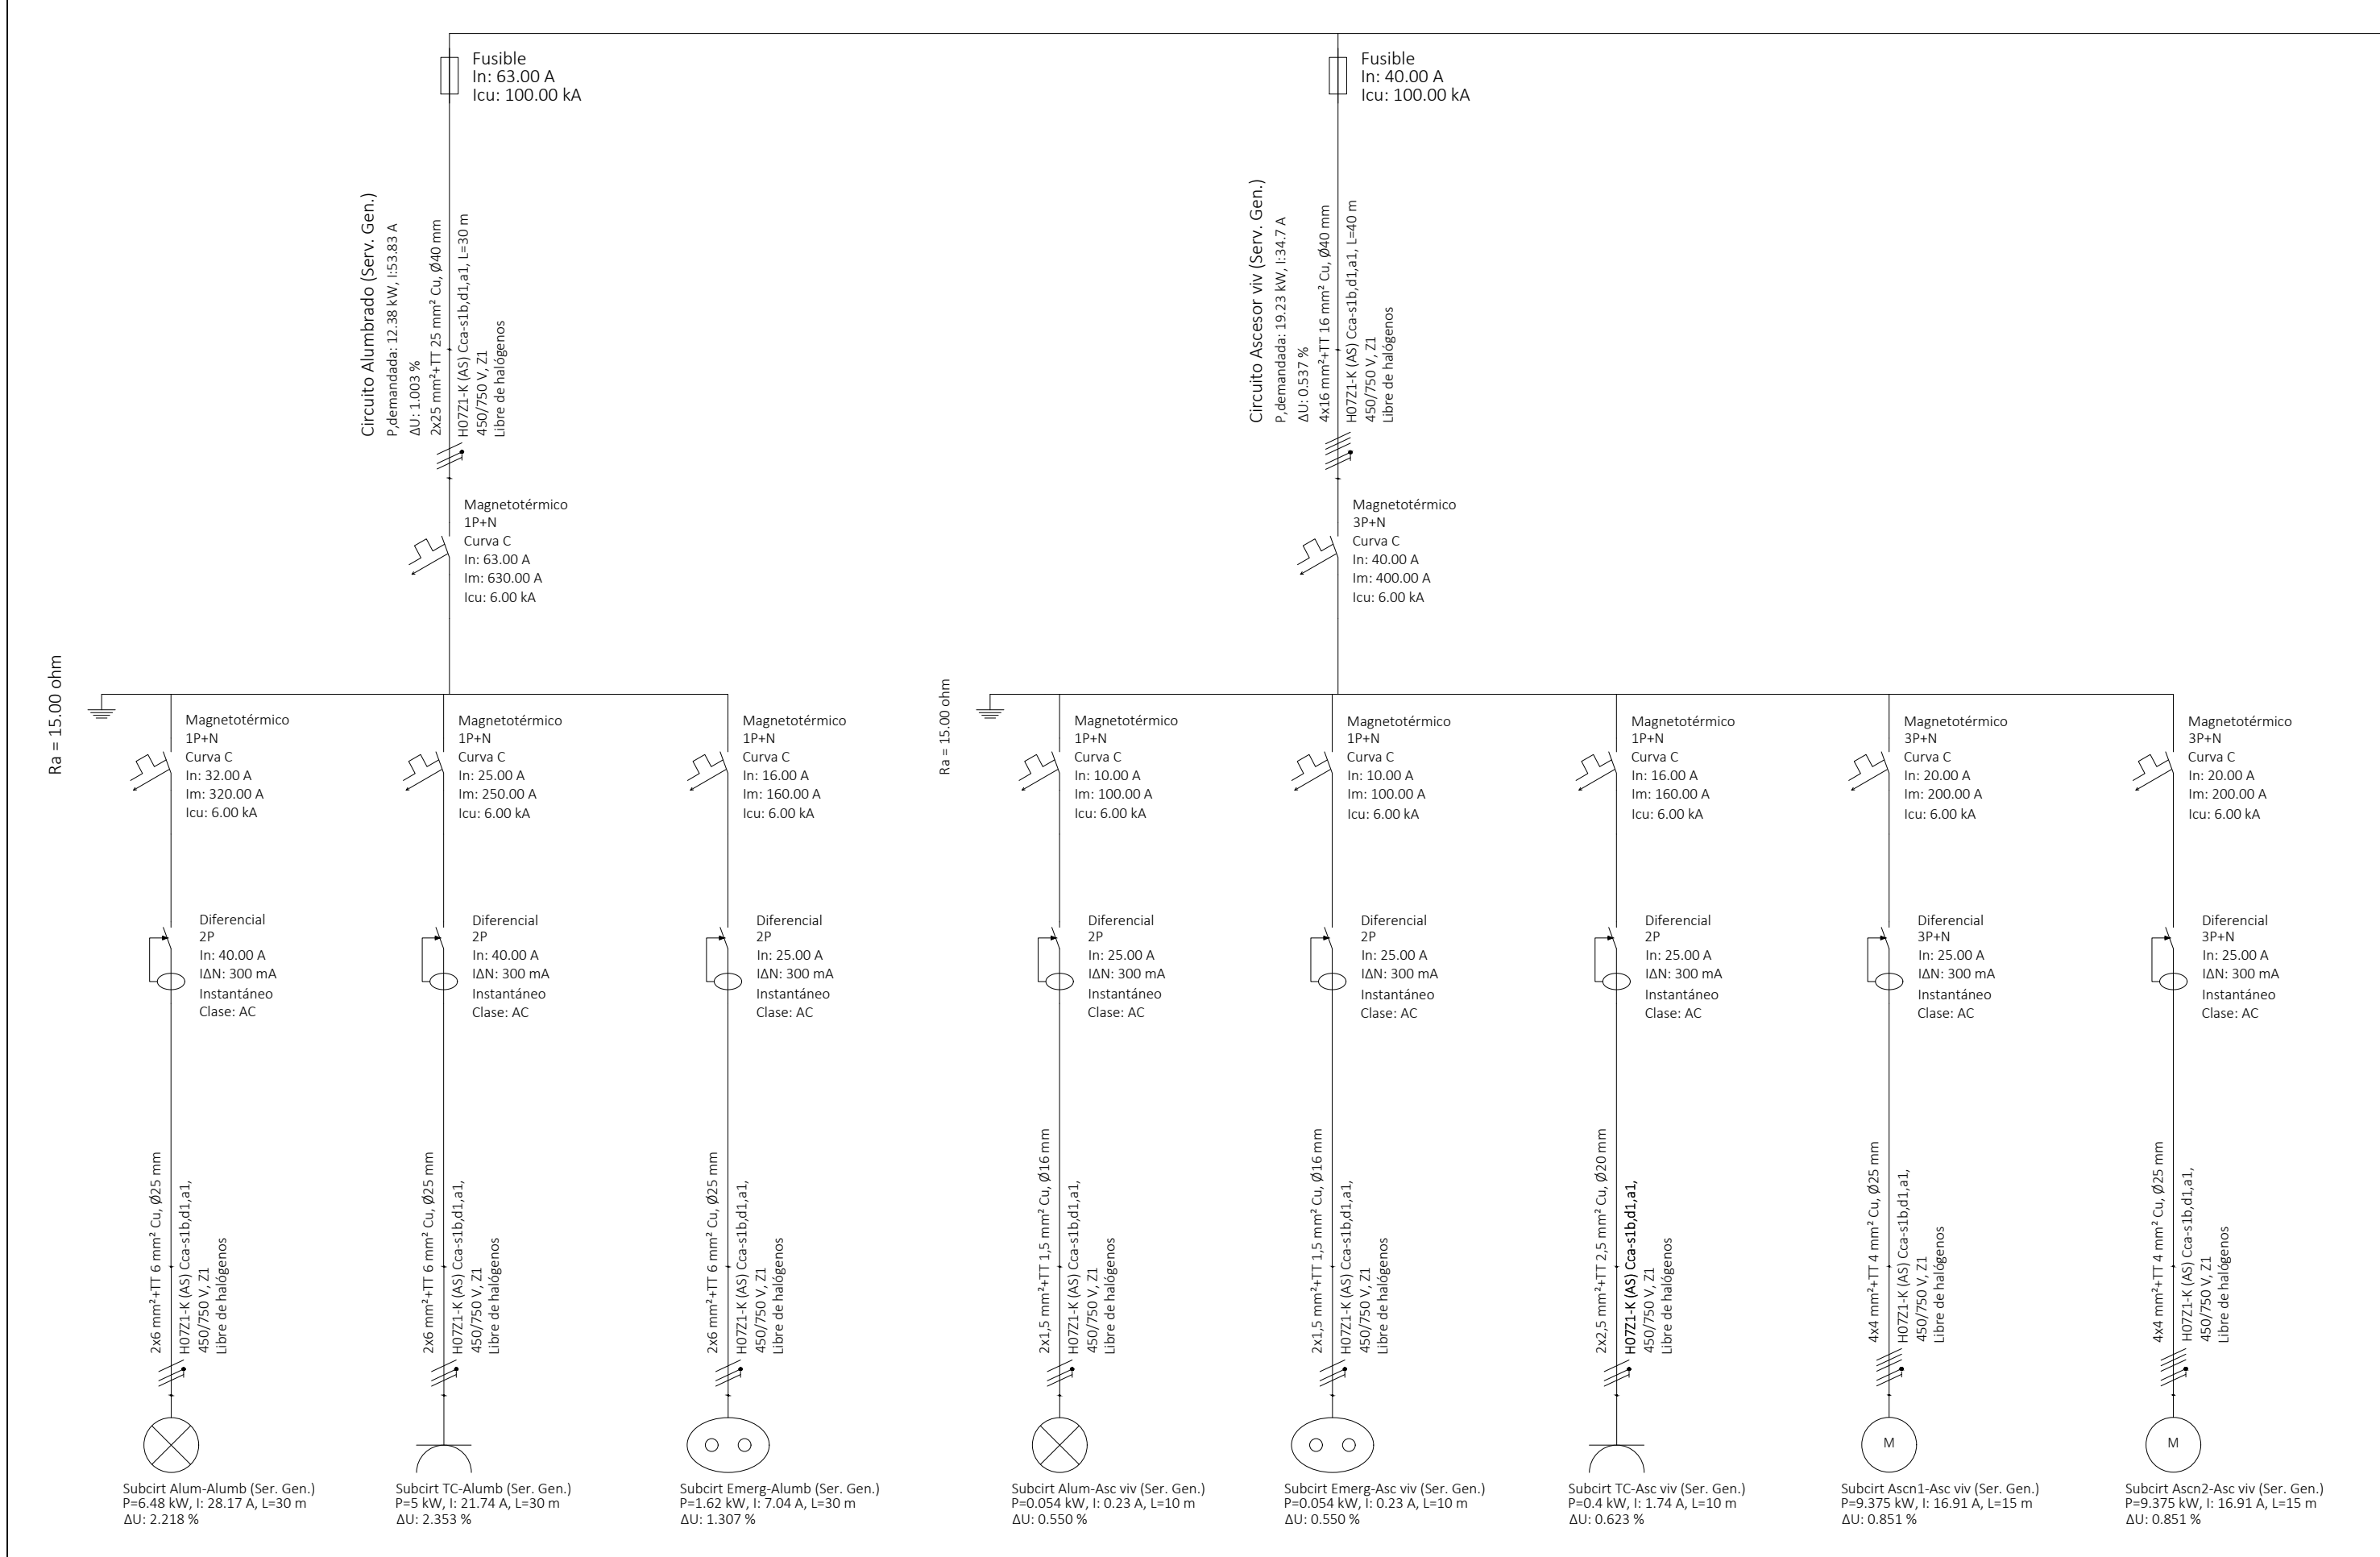 Fusible
In: 63.00 A
Icu: 100.00 kA
Fusible
In: 40.00 A
Icu: 100.00 kA
Circuito Alumbrado (Serv. Gen.)
P,demandada: 12.38 kW, I:53.83 A
ΔU: 1.003 %
2x25 mm²+TT 25 mm² Cu, Ø40 mm
H07Z1-K (AS) Cca-s1b,d1,a1, L=30 m
450/750 V, Z1
Libre de halógenos
Circuito Ascesor viv (Serv. Gen.)
P,demandada: 19.23 kW, I:34.7 A
ΔU: 0.537 %
4x16 mm²+TT 16 mm² Cu, Ø40 mm
H07Z1-K (AS) Cca-s1b,d1,a1, L=40 m
450/750 V, Z1
Libre de halógenos
Magnetotérmico
1P+N
Curva C
In: 63.00 A
Im: 630.00 A
Icu: 6.00 kA
Magnetotérmico
3P+N
Curva C
In: 40.00 A
Im: 400.00 A
Icu: 6.00 kA
Ra = 15.00 ohm
Magnetotérmico
1P+N
Curva C
In: 32.00 A
Im: 320.00 A
Icu: 6.00 kA
Magnetotérmico
1P+N
Curva C
In: 25.00 A
Im: 250.00 A
Icu: 6.00 kA
Magnetotérmico
1P+N
Curva C
In: 16.00 A
Im: 160.00 A
Icu: 6.00 kA
Ra = 15.00 ohm
Magnetotérmico
1P+N
Curva C
In: 10.00 A
Im: 100.00 A
Icu: 6.00 kA
Magnetotérmico
1P+N
Curva C
In: 10.00 A
Im: 100.00 A
Icu: 6.00 kA
Magnetotérmico
1P+N
Curva C
In: 16.00 A
Im: 160.00 A
Icu: 6.00 kA
Magnetotérmico
3P+N
Curva C
In: 20.00 A
Im: 200.00 A
Icu: 6.00 kA
Magnetotérmico
3P+N
Curva C
In: 20.00 A
Im: 200.00 A
Icu: 6.00 kA
Diferencial
2P
In: 40.00 A
IΔN: 300 mA
Instantáneo
Clase: AC
Diferencial
2P
In: 40.00 A
IΔN: 300 mA
Instantáneo
Clase: AC
Diferencial
2P
In: 25.00 A
IΔN: 300 mA
Instantáneo
Clase: AC
Diferencial
2P
In: 25.00 A
IΔN: 300 mA
Instantáneo
Clase: AC
Diferencial
2P
In: 25.00 A
IΔN: 300 mA
Instantáneo
Clase: AC
Diferencial
2P
In: 25.00 A
IΔN: 300 mA
Instantáneo
Clase: AC
Diferencial
3P+N
In: 25.00 A
IΔN: 300 mA
Instantáneo
Clase: AC
Diferencial
3P+N
In: 25.00 A
IΔN: 300 mA
Instantáneo
Clase: AC
2x6 mm²+TT 6 mm² Cu, Ø25 mm
H07Z1-K (AS) Cca-s1b,d1,a1,
450/750 V, Z1
Libre de halógenos
2x6 mm²+TT 6 mm² Cu, Ø25 mm
H07Z1-K (AS) Cca-s1b,d1,a1,
450/750 V, Z1
Libre de halógenos
2x6 mm²+TT 6 mm² Cu, Ø25 mm
H07Z1-K (AS) Cca-s1b,d1,a1,
450/750 V, Z1
Libre de halógenos
2x1,5 mm²+TT 1,5 mm² Cu, Ø16 mm
H07Z1-K (AS) Cca-s1b,d1,a1,
450/750 V, Z1
Libre de halógenos
2x1,5 mm²+TT 1,5 mm² Cu, Ø16 mm
H07Z1-K (AS) Cca-s1b,d1,a1,
450/750 V, Z1
Libre de halógenos
2x2,5 mm²+TT 2,5 mm² Cu, Ø20 mm
H07Z1-K (AS) Cca-s1b,d1,a1,
450/750 V, Z1
Libre de halógenos
4x4 mm²+TT 4 mm² Cu, Ø25 mm
H07Z1-K (AS) Cca-s1b,d1,a1,
450/750 V, Z1
Libre de halógenos
4x4 mm²+TT 4 mm² Cu, Ø25 mm
H07Z1-K (AS) Cca-s1b,d1,a1,
450/750 V, Z1
Libre de halógenos
M
M
Subcirt Alum-Alumb (Ser. Gen.)
P=6.48 kW, I: 28.17 A, L=30 m
ΔU: 2.218 %
Subcirt TC-Alumb (Ser. Gen.)
P=5 kW, I: 21.74 A, L=30 m
ΔU: 2.353 %
Subcirt Emerg-Alumb (Ser. Gen.)
P=1.62 kW, I: 7.04 A, L=30 m
ΔU: 1.307 %
Subcirt Alum-Asc viv (Ser. Gen.)
P=0.054 kW, I: 0.23 A, L=10 m
ΔU: 0.550 %
Subcirt Emerg-Asc viv (Ser. Gen.)
P=0.054 kW, I: 0.23 A, L=10 m
ΔU: 0.550 %
Subcirt TC-Asc viv (Ser. Gen.)
P=0.4 kW, I: 1.74 A, L=10 m
ΔU: 0.623 %
Subcirt Ascn1-Asc viv (Ser. Gen.)
P=9.375 kW, I: 16.91 A, L=15 m
ΔU: 0.851 %
Subcirt Ascn2-Asc viv (Ser. Gen.)
P=9.375 kW, I: 16.91 A, L=15 m
ΔU: 0.851 %